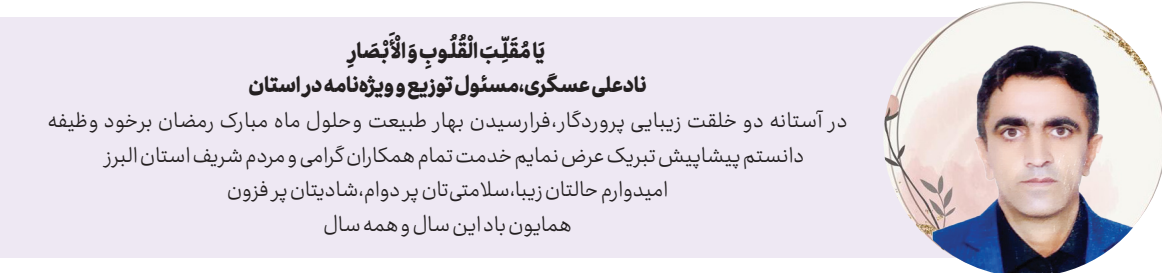 يَا مُقَلِّبَ الْقُلُوبِ وَ الْأَبْصَارِ
نادعلی عسگری،مسئول توزیع و ویژه‌نامه در استان
در آستانه دو خلقت زیبایی پروردگار،فرارسیدن بهار طبیعت وحلول ماه مبارک رمضان برخود وظیفه
دانستم پیشاپیش تبریک عرض نمایم خدمت تمام همکاران گرامی و مردم شریف استان البرز
امیدوارم حالتان زیبا،سلامتی‌تان پر دوام،شادیتان پر فزون
همایون باد این سال و همه سال